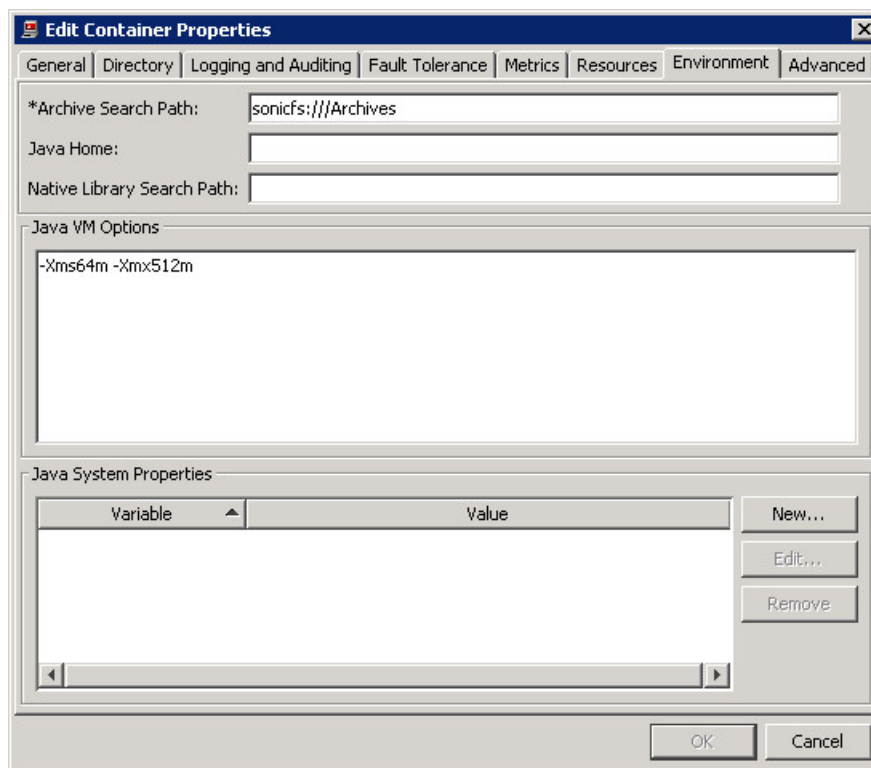 Edit Container Properties
General Directory Logging and Auditing Fault Tolerance Metrics Resources Environment Advanced
*Archive Search Path: sonicfs:///Archives
Java Home:
Native Library Search Path:
Java VM Options
-Xms64m -Xmx512m
Java System Properties
Variable Value New...
Edit...
Remove
OK Cancel